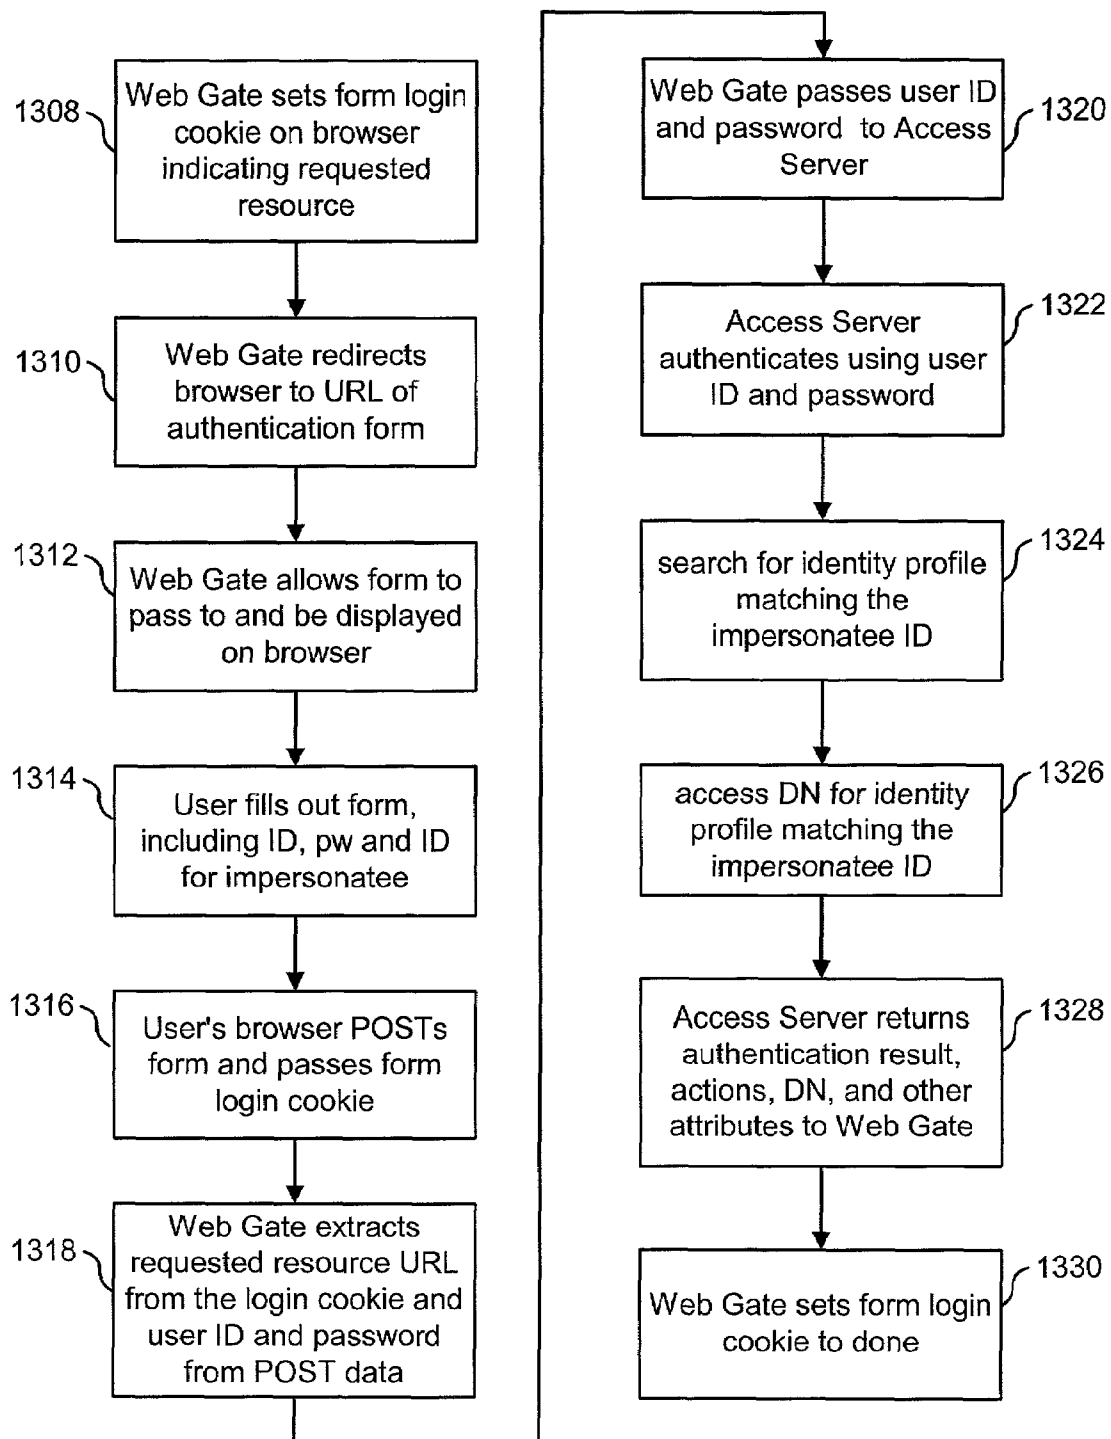 1308
Web Gate sets form login
cookie on browser
indicating requested
resource
1310
Web Gate redirects
browser to URL of
authentication form
1312
Web Gate allows form to
pass to and be displayed
on browser
1314
User fills out form,
including ID, pw and ID
for impersonatee
1316
User's browser POSTs
form and passes form
login cookie
1318
Web Gate extracts
requested resource URL
from the login cookie and
user ID and password
from POST data
1320
Web Gate passes user ID
and password to Access
Server
1322
Access Server
authenticates using user
ID and password
1324
search for identity profile
matching the
impersonatee ID
1326
access DN for identity
profile matching the
impersonatee ID
1328
Access Server returns
authentication result,
actions, DN, and other
attributes to Web Gate
1330
Web Gate sets form login
cookie to done